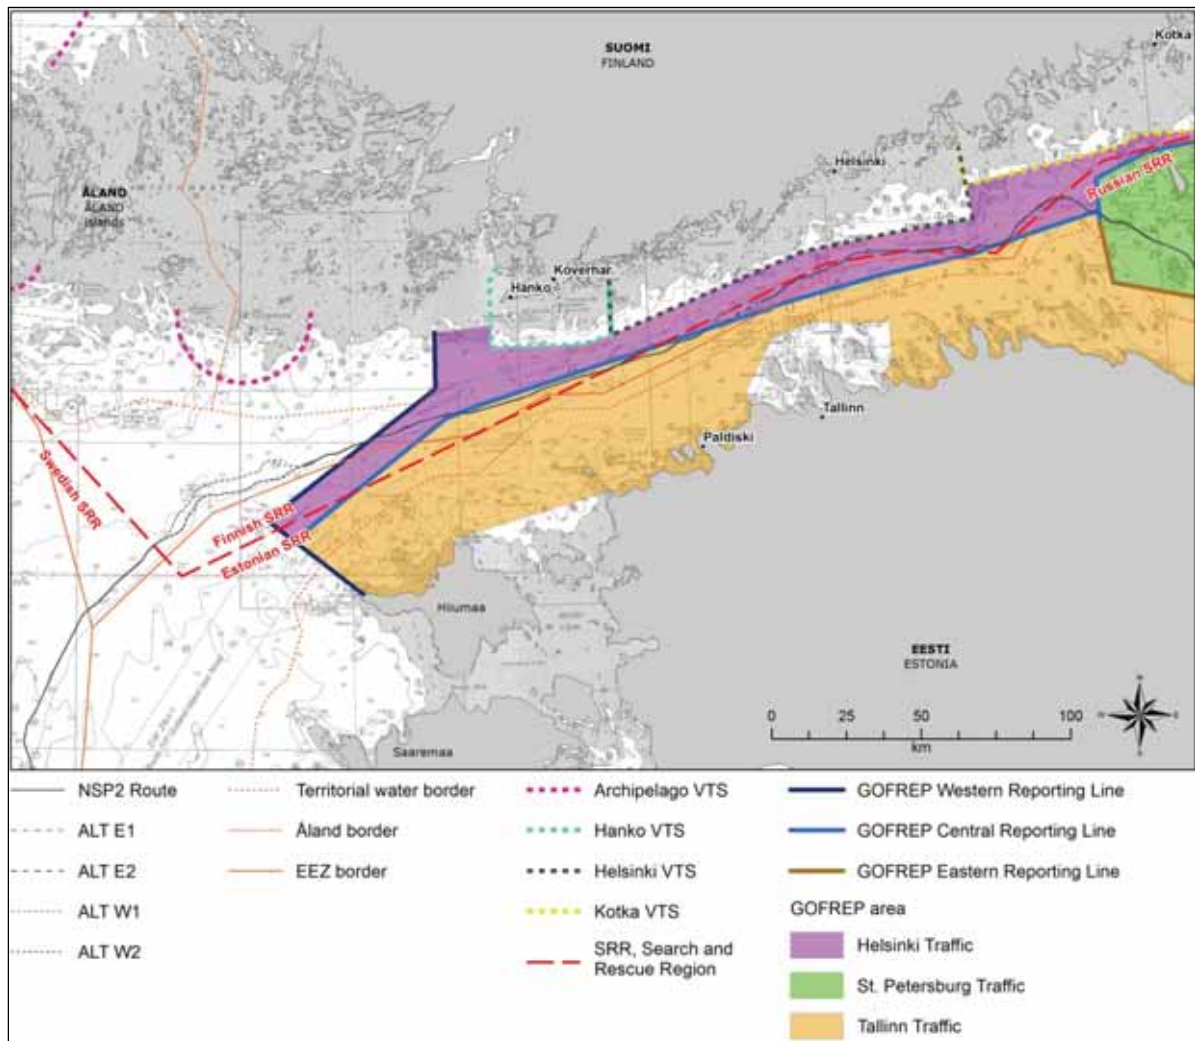 SUOMI
FINLAND
Kotka
Helsinki
Russian SRR
ÅLAND
ÅLAND
islands
Koverhar
Hanko
Tallinn
Paldiski
Swedish SRR
Finnish SRR
Estonian SRR
Hiiumaa
EESTI
ESTONIA
Saaremaa
0 25 50 100
km
NSP2 Route
ALT E1
ALT E2
ALT W1
ALT W2
Territorial water border
Åland border
EEZ border
Archipelago VTS
Hanko VTS
Helsinki VTS
Kotka VTS
SRR, Search and
Rescue Region
GOFREP Western Reporting Line
GOFREP Central Reporting Line
GOFREP Eastern Reporting Line
GOFREP area
Helsinki Traffic
St. Petersburg Traffic
Tallinn Traffic